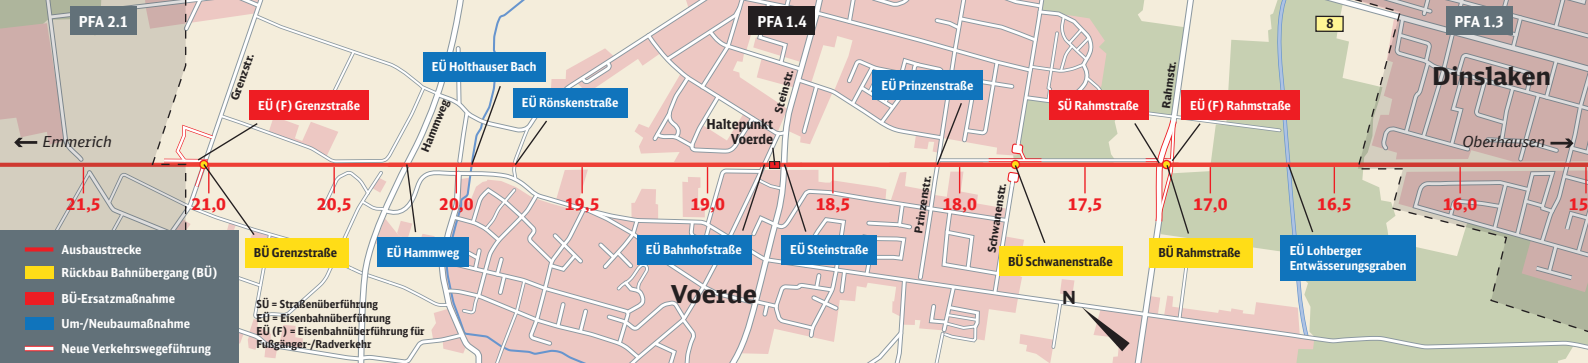 PFA 2.1
PFA 1.4
8
PFA 1.3
Dinslaken
Grenzstr.
EÜ Holthauser Bach
EÜ (F) Grenzstraße
EÜ Rönskenstraße
Hammweg
Steinstr.
Haltepunkt
Voerde
EÜ Prinzenstraße
SÜ Rahmstraße
Rahmstr.
EÜ (F) Rahmstraße
← Emmerich
Oberhausen →
21,5
21,0
20,5
20,0
19,5
19,0
18,5
18,0
17,5
17,0
16,5
16,0
15
Prinzenstr.
Schwanenstr.
BÜ Grenzstraße
EÜ Hammweg
EÜ Bahnhofstraße
EÜ Steinstraße
BÜ Schwanenstraße
BÜ Rahmstraße
EÜ Lohberger
Entwässerungsgraben
Voerde
N
Ausbaustrecke
Rückbau Bahnübergang (BÜ)
BÜ-Ersatzmaßnahme
Um-/Neubaumaßnahme
Neue Verkehrswegeführung
SÜ = Straßenüberführung
EÜ = Eisenbahnüberführung
EÜ (F) = Eisenbahnüberführung für
Fußgänger-/Radverkehr